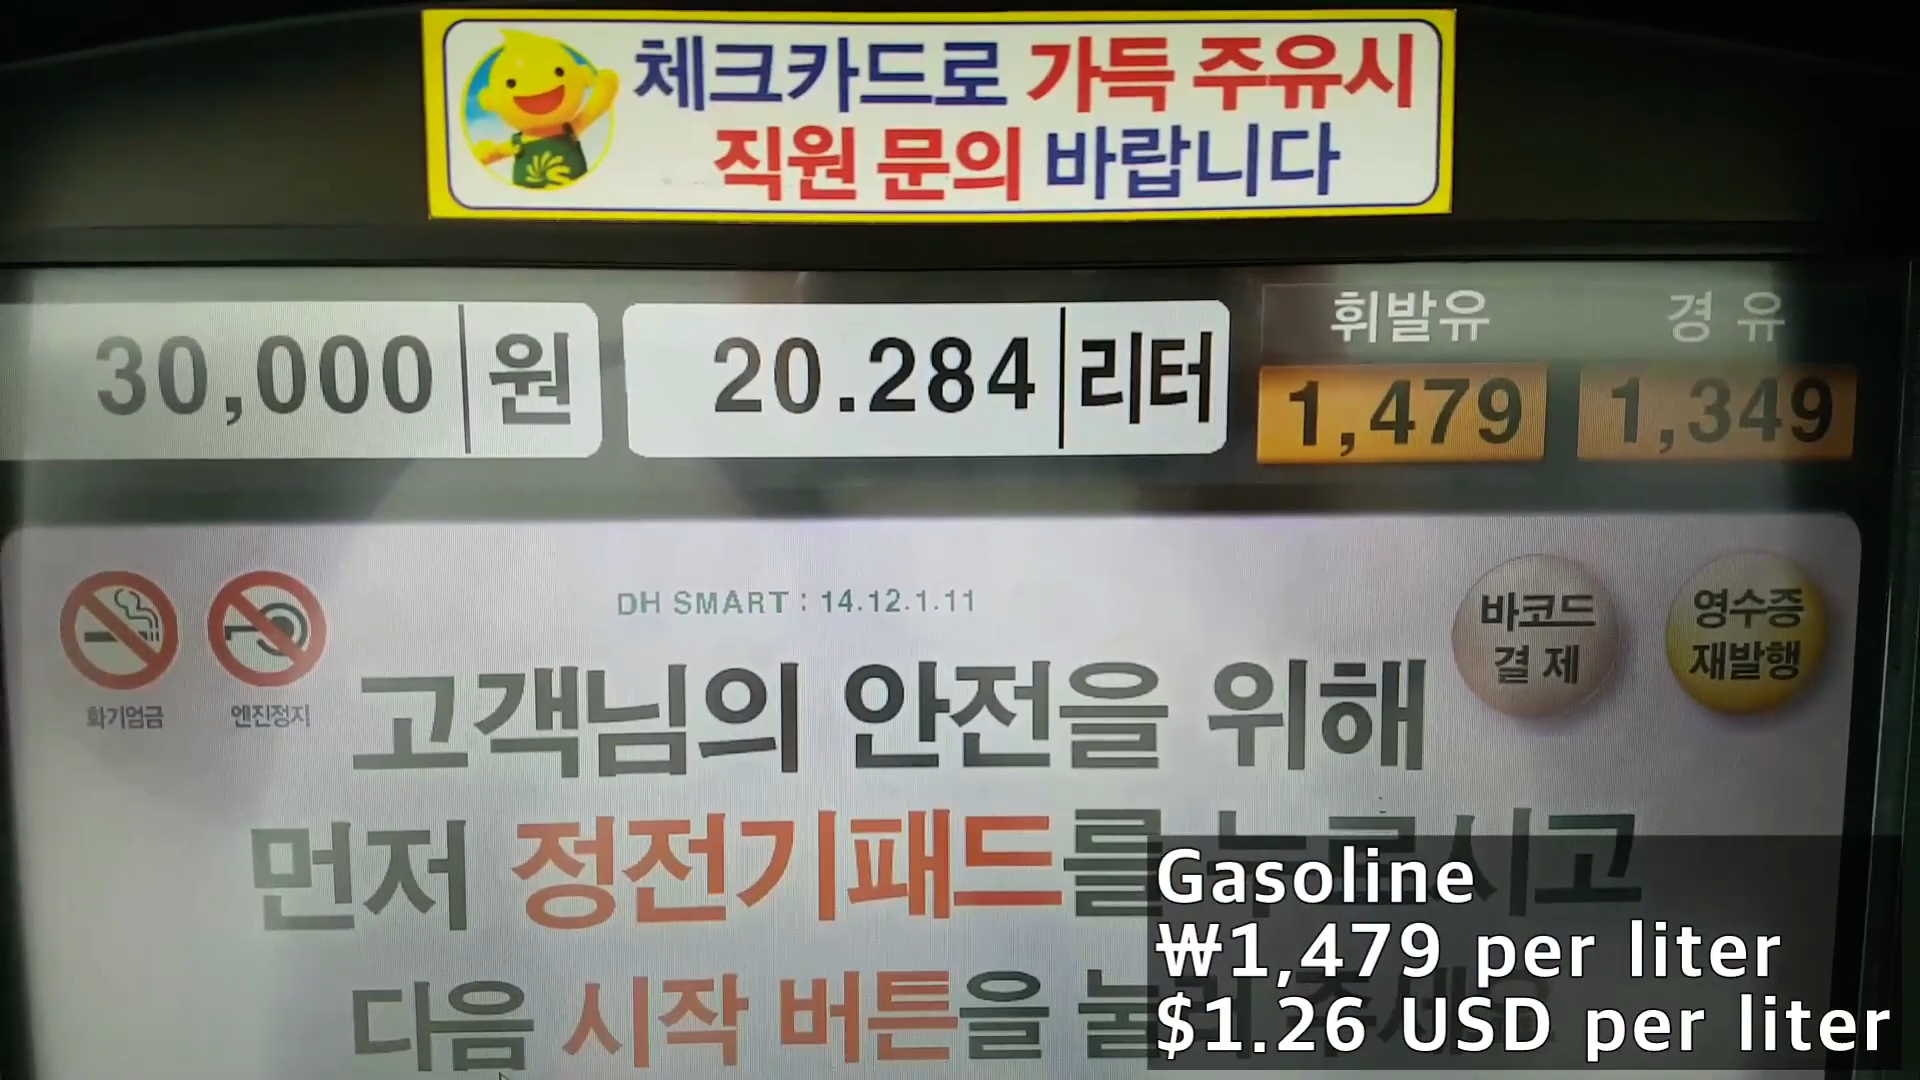 체크카드로 가득 주유시
직원 문의 바랍니다
30,000 원
20.284 리터
휘발유
1,479
경유
1,349
화기엄금
엔진정지
DH SMART : 14.12.1.11
바코드
결제
영수증
재발행
고객님의 안전을 위해
먼저 정전기패드를 누르시고
다음 시작 버튼을
Gasoline
₩1,479 per liter
$1.26 USD per liter